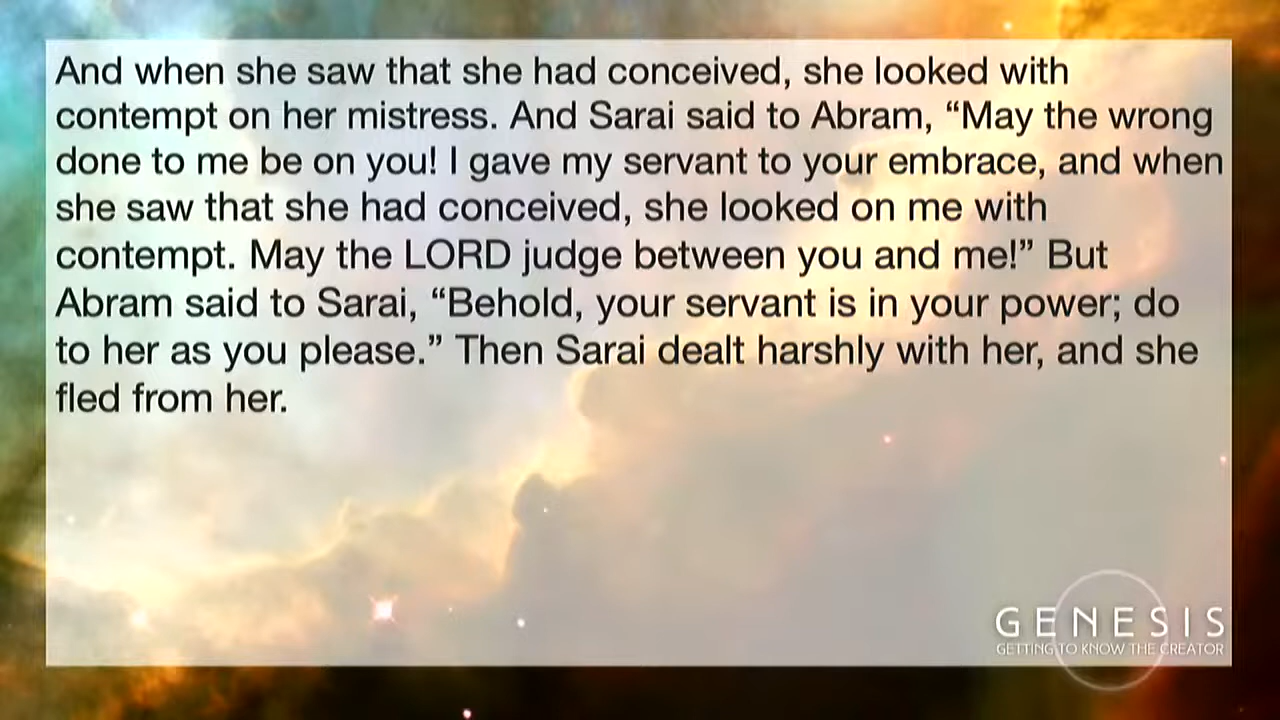 And when she saw that she had conceived, she looked with
contempt on her mistress. And Sarai said to Abram, “May the wrong
done to me be on you! I gave my servant to your embrace, and when
she saw that she had conceived, she looked on me with
contempt. May the LORD judge between you and me!” But
Abram said to Sarai, “Behold, your servant is in your power; do
to her as you please.” Then Sarai dealt harshly with her, and she
fled from her.
GENESIS
GETTING TO KNOW THE CREATOR